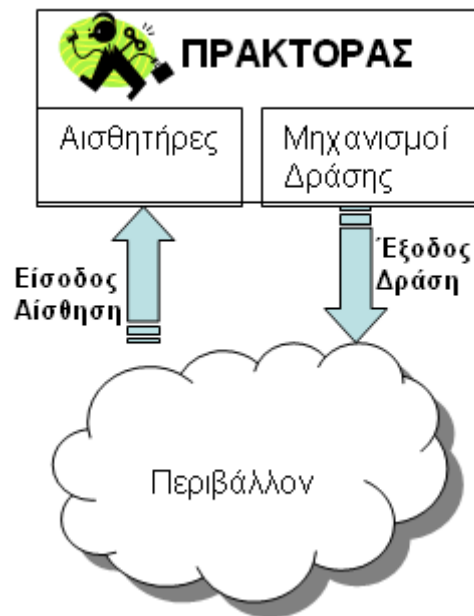 ΠΡΑΚΤΟΡΑΣ
Αισθητήρες
Μηχανισμοί
Δράσης
Είσοδος
Αίσθηση
Έξοδος
Δράση
Περιβάλλον